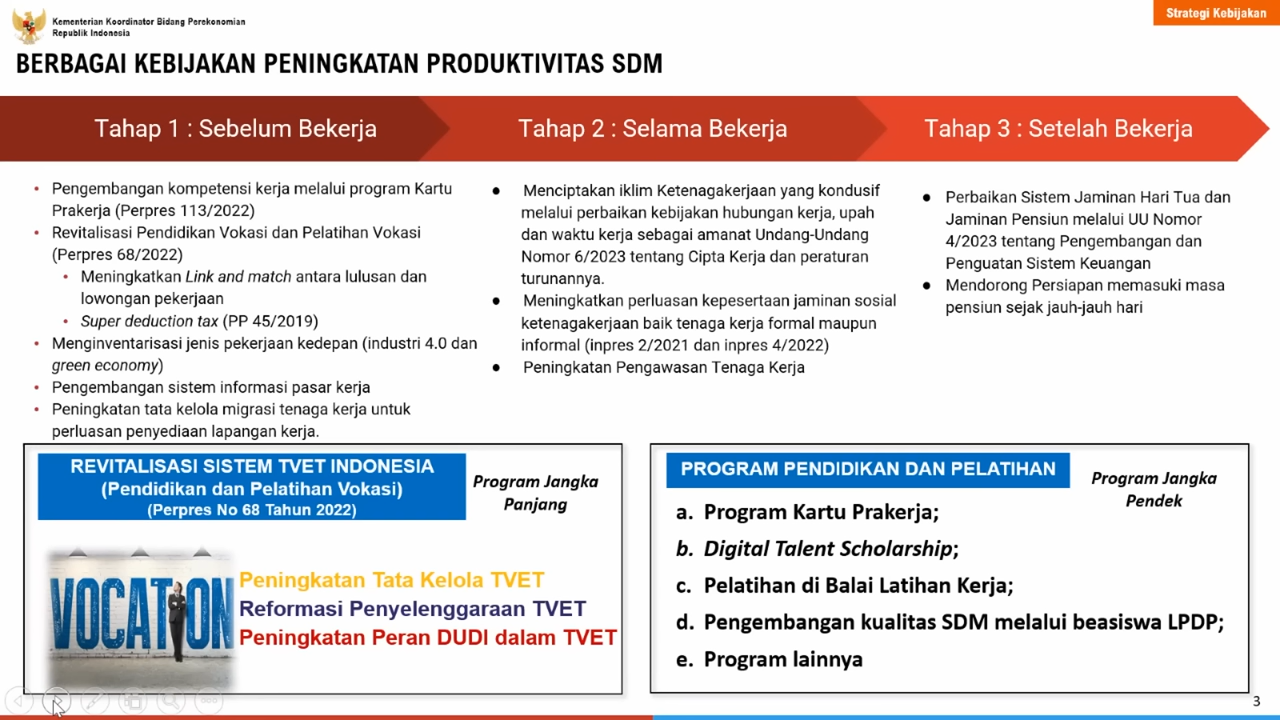 Kementerian Koordinator Bidang Perekonomian
Republik Indonesia
Strategi Kebijakan
BERBAGAI KEBIJAKAN PENINGKATAN PRODUKTIVITAS SDM
Tahap 1 : Sebelum Bekerja
Tahap 2 : Selama Bekerja
Tahap 3 : Setelah Bekerja
• Pengembangan kompetensi kerja melalui program Kartu
Prakerja (Perpres 113/2022)
• Revitalisasi Pendidikan Vokasi dan Pelatihan Vokasi
(Perpres 68/2022)
• Meningkatkan Link and match antara lulusan dan
lowongan pekerjaan
• Super deduction tax (PP 45/2019)
• Menginventarisasi jenis pekerjaan kedepan (industri 4.0 dan
green economy)
• Pengembangan sistem informasi pasar kerja
• Peningkatan tata kelola migrasi tenaga kerja untuk
perluasan penyediaan lapangan kerja.
● Menciptakan iklim Ketenagakerjaan yang kondusif
melalui perbaikan kebijakan hubungan kerja, upah
dan waktu kerja sebagai amanat Undang-Undang
Nomor 6/2023 tentang Cipta Kerja dan peraturan
turunannya.
● Meningkatkan perluasan kepesertaan jaminan sosial
ketenagakerjaan baik tenaga kerja formal maupun
informal (inpres 2/2021 dan inpres 4/2022)
● Peningkatan Pengawasan Tenaga Kerja
● Perbaikan Sistem Jaminan Hari Tua dan
Jaminan Pensiun melalui UU Nomor
4/2023 tentang Pengembangan dan
Penguatan Sistem Keuangan
● Mendorong Persiapan memasuki masa
pensiun sejak jauh-jauh hari
REVITALISASI SISTEM TVET INDONESIA
(Pendidikan dan Pelatihan Vokasi)
(Perpres No 68 Tahun 2022)
Program Jangka
Panjang
VOCATION
Peningkatan Tata Kelola TVET
Reformasi Penyelenggaraan TVET
Peningkatan Peran DUDI dalam TVET
PROGRAM PENDIDIKAN DAN PELATIHAN
Program Jangka
Pendek
a. Program Kartu Prakerja;
b. Digital Talent Scholarship;
c. Pelatihan di Balai Latihan Kerja;
d. Pengembangan kualitas SDM melalui beasiswa LPDP;
e. Program lainnya
3